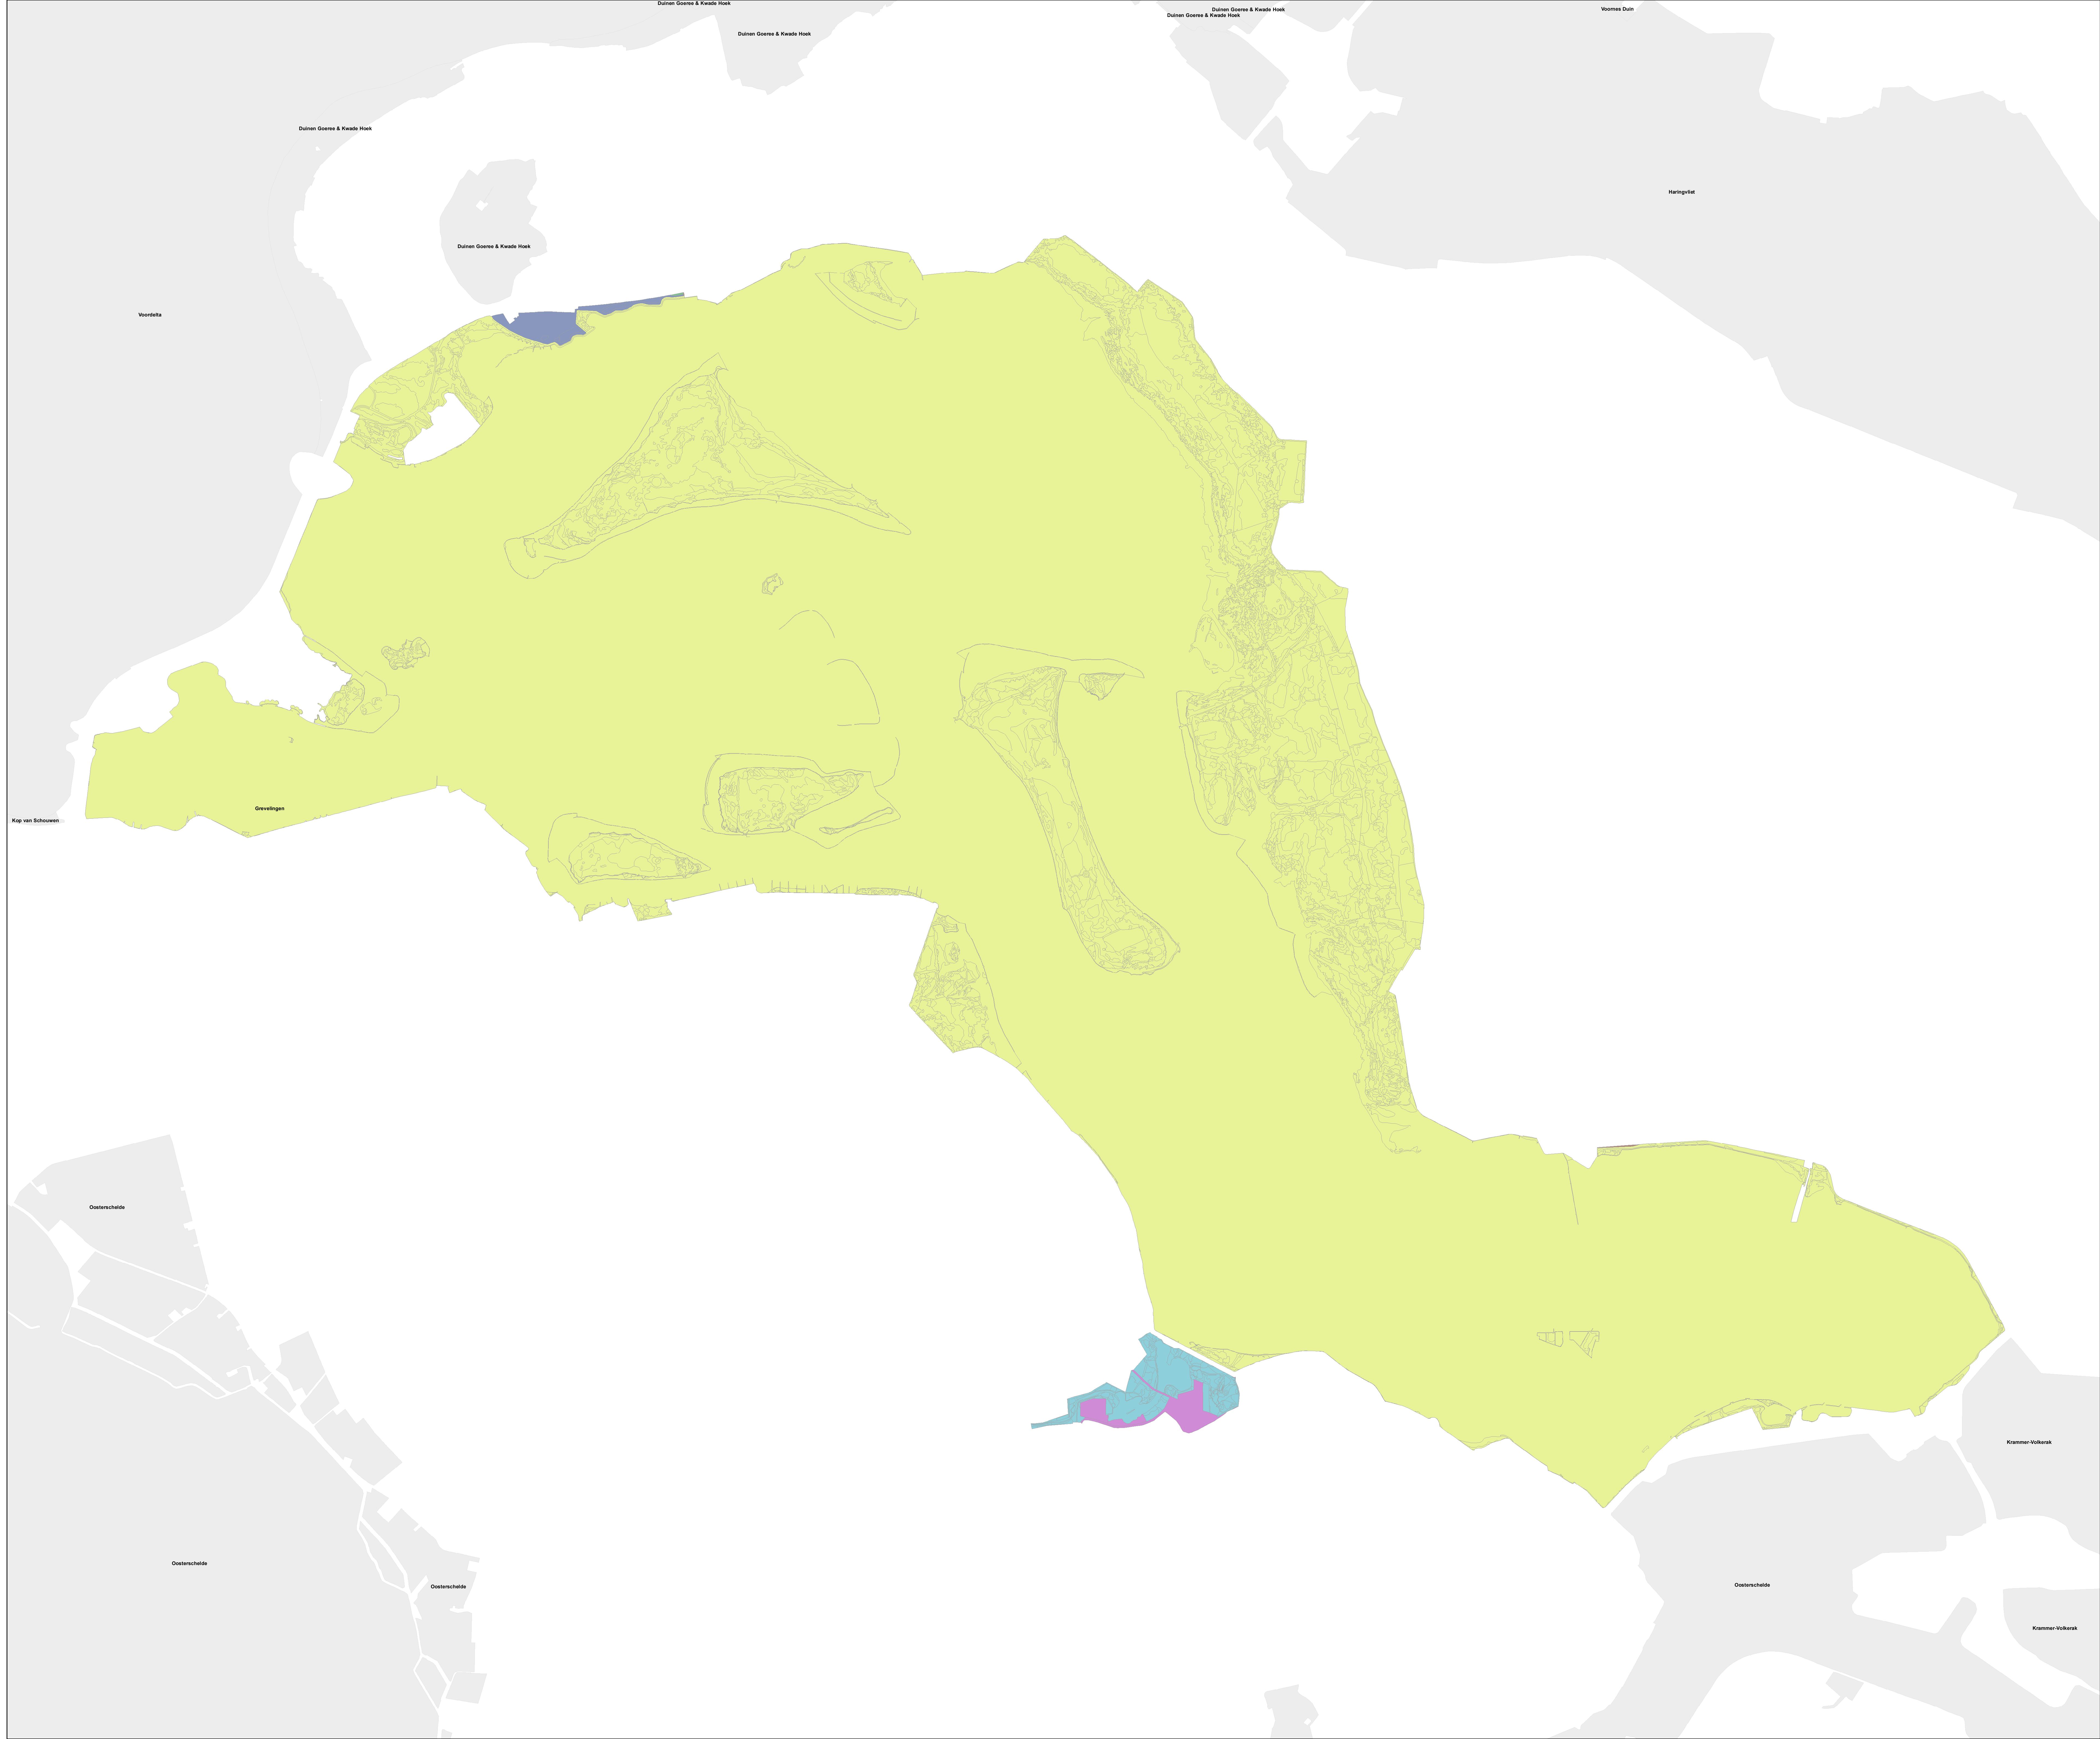 Duinen Goeree & Kwade Hoek
Duinen Goeree & Kwade Hoek
Voornes Duin
Duinen Goeree & Kwade Hoek
Duinen Goeree & Kwade Hoek
Duinen Goeree & Kwade Hoek
Haringvliet
Duinen Goeree & Kwade Hoek
Voordelta
Grevelingen
Kop van Schouwen
Oosterschelde
Krammer-Volkerak
Oosterschelde
Oosterschelde
Oosterschelde
Krammer-Volkerak